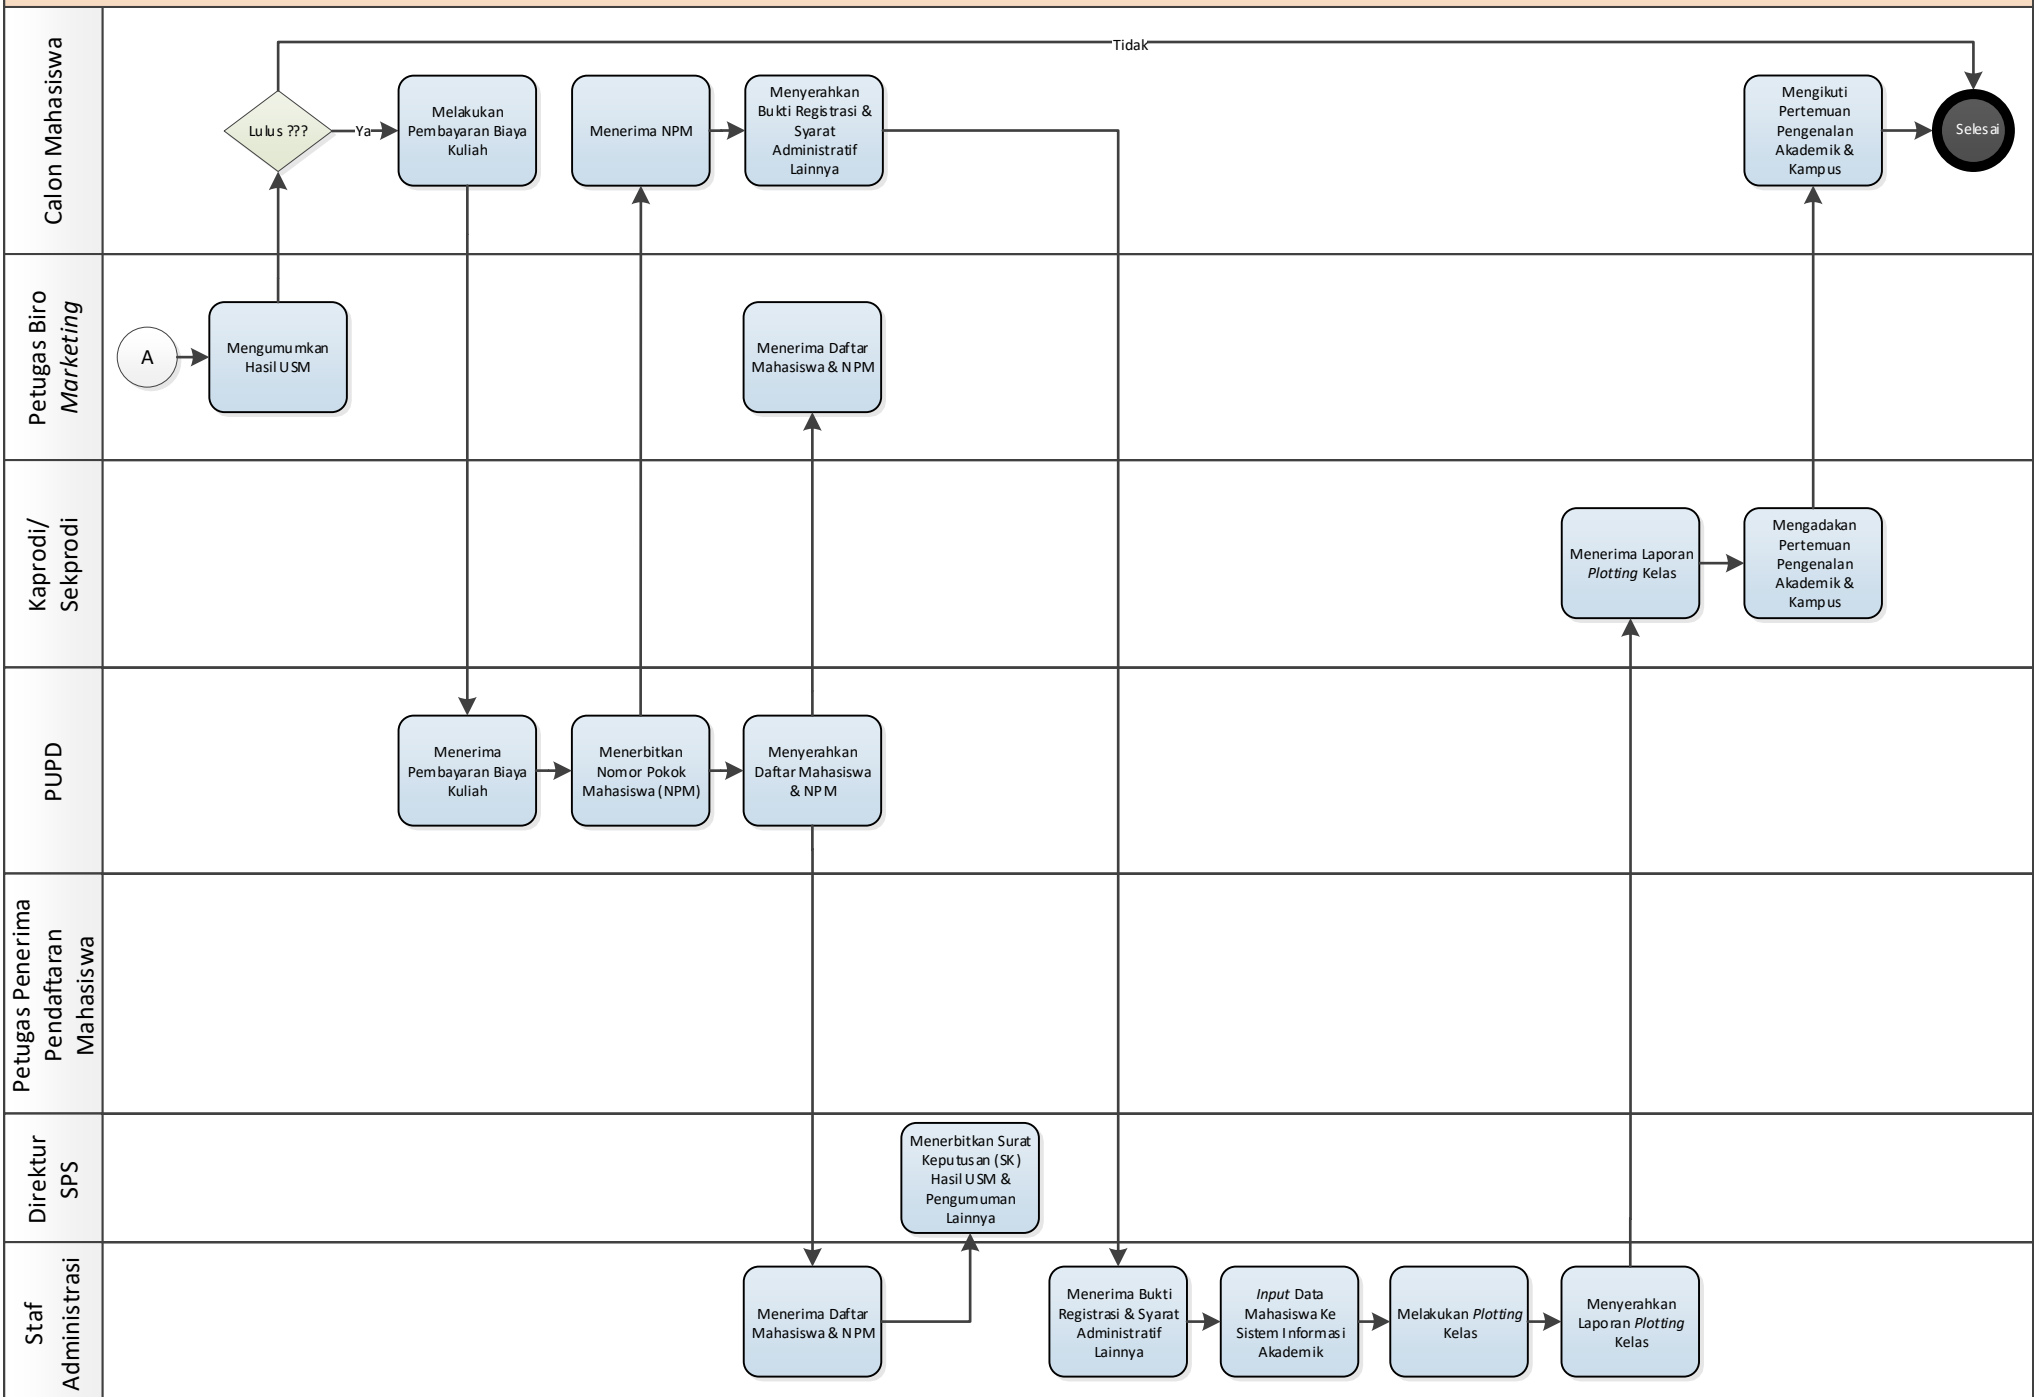 Calon Mahasiswa
Tidak
Lulus ???
Ya
Melakukan
Pembayaran Biaya
Kuliah
Menerima NPM
Menyerahkan
Bukti Registrasi &
Syarat
Administratif
Lainnya
Mengikuti
Pertemuan
Pengenalan
Akademik &
Kampus
Selesai
Petugas Biro
Marketing
A
Mengumumkan
Hasil USM
Menerima Daftar
Mahasiswa & NPM
Kaprodi/
Sekprodi
Menerima Laporan
Plotting Kelas
Mengadakan
Pertemuan
Pengenalan
Akademik &
Kampus
PUPD
Menerima
Pembayaran Biaya
Kuliah
Menerbitkan
Nomor Pokok
Mahasiswa (NPM)
Menyerahkan
Daftar Mahasiswa
& NPM
Petugas Penerima
Pendaftaran
Mahasiswa
Direktur
SPS
Menerbitkan Surat
Keputusan (SK)
Hasil USM &
Pengumuman
Lainnya
Staf
Administrasi
Menerima Daftar
Mahasiswa & NPM
Menerima Bukti
Registrasi & Syarat
Administratif
Lainnya
Input Data
Mahasiswa Ke
Sistem Informasi
Akademik
Melakukan Plotting
Kelas
Menyerahkan
Laporan Plotting
Kelas